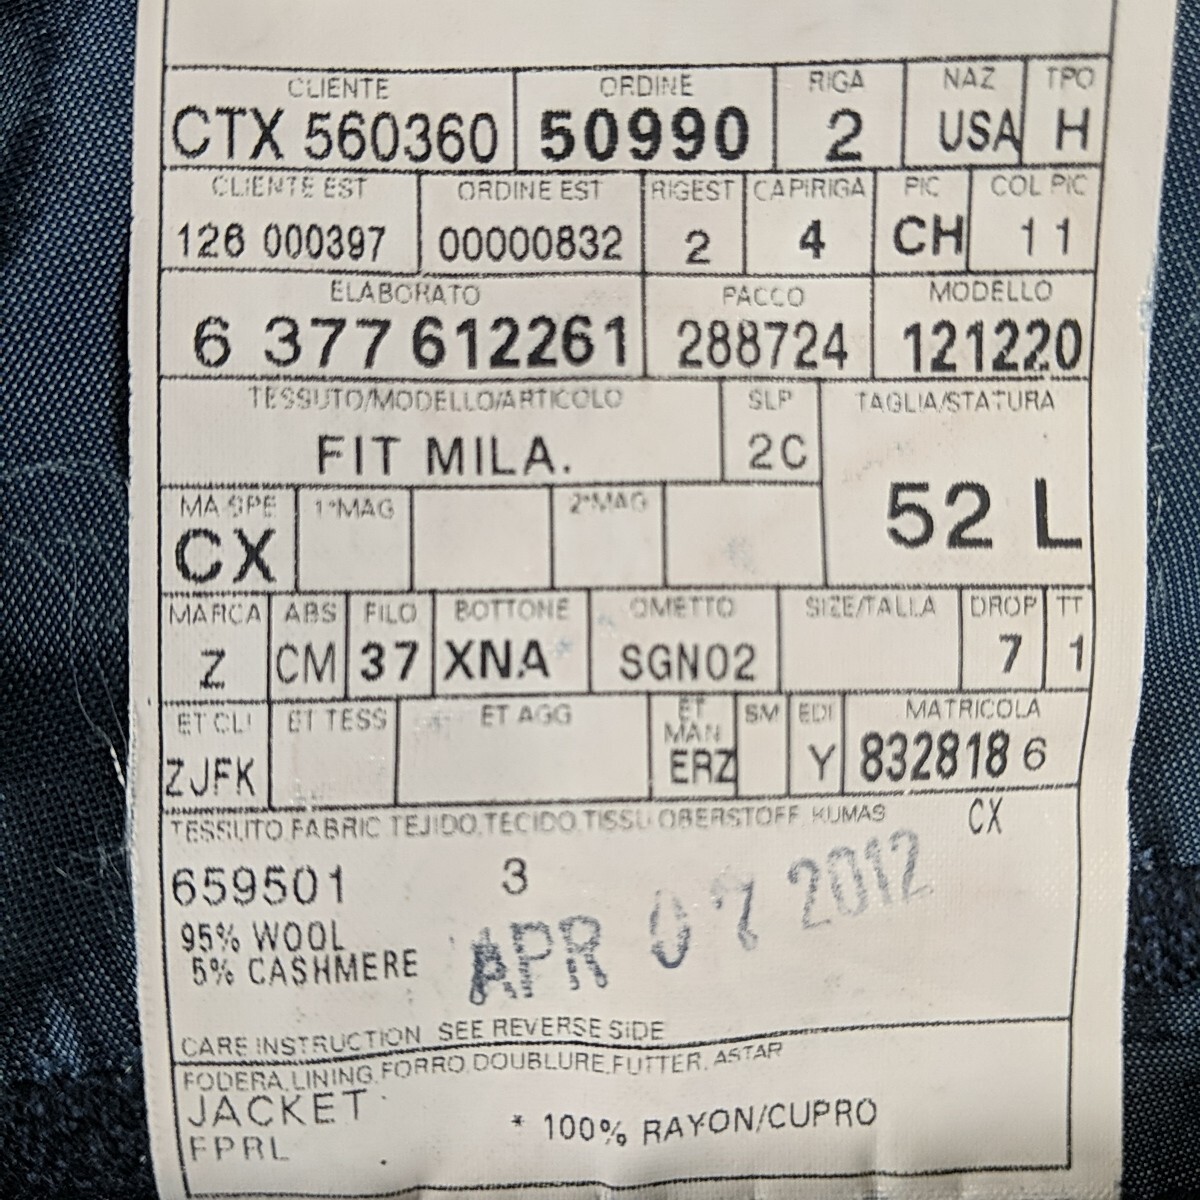 CLIENTE ORDINE RIGA NAZ TPO
CTX 560360 50990 2 USA H
CLIENTE EST ORDINE EST RIGEST CAPIRIGA PIC COL PIC
126 000397 00000832 2 4 CH 11
ELABORATO PACCO MODELLO
6 377 612261 288724 121220
TESSUTO/MODELLO/ARTICOLO SLP TAGLIA/STATURA
FIT MILA. 2C
52 L
MA SPE 1°MAG 2°MAG
CX
MARCA ABS FILO BOTTONE OMETTO SIZE/TALLA DROP TT
Z CM 37 XNA SGN02 7 1
ET CLI ET TESS ET AGG ET MAN SM EDI MATRICOLA
ZJFK ERZ Y 832818 6
TESSUTO FABRIC TEJIDO.TECIDO.TISSU OBERSTOFF. KUMAS CX
659501 3
95% WOOL
5% CASHMERE
APR 07 2012
CARE INSTRUCTION SEE REVERSE SIDE
FODERA.LINING.FORRO.DOUBLURE.FUTTER. ASTAR
JACKET * 100% RAYON/CUPRO
FPRL